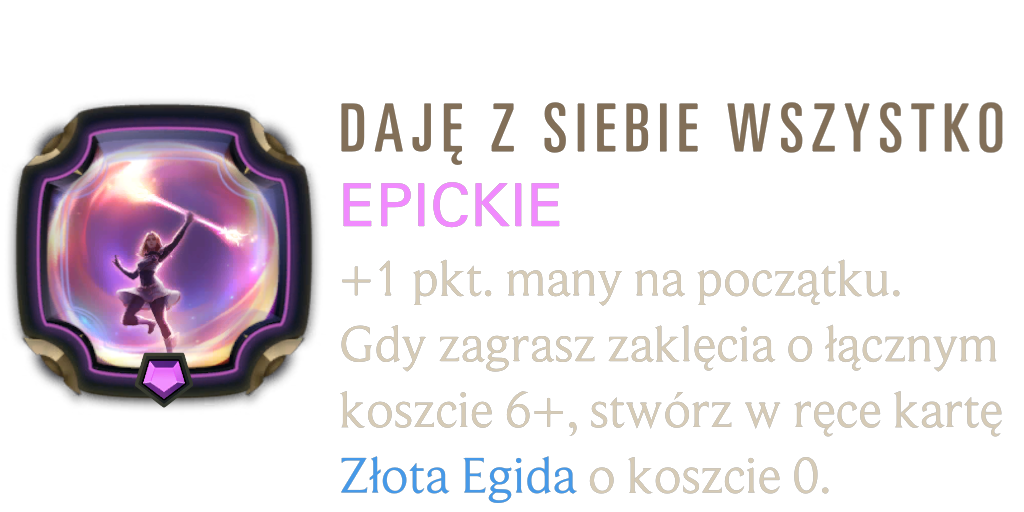 DAJĘ Z SIEBIE WSZYSTKO
EPICKIE
+1 pkt. many na początku.
Gdy zagrasz zaklęcia o łącznym
koszcie 6+, stwórz w ręce kartę
Złota Egida o koszcie 0.